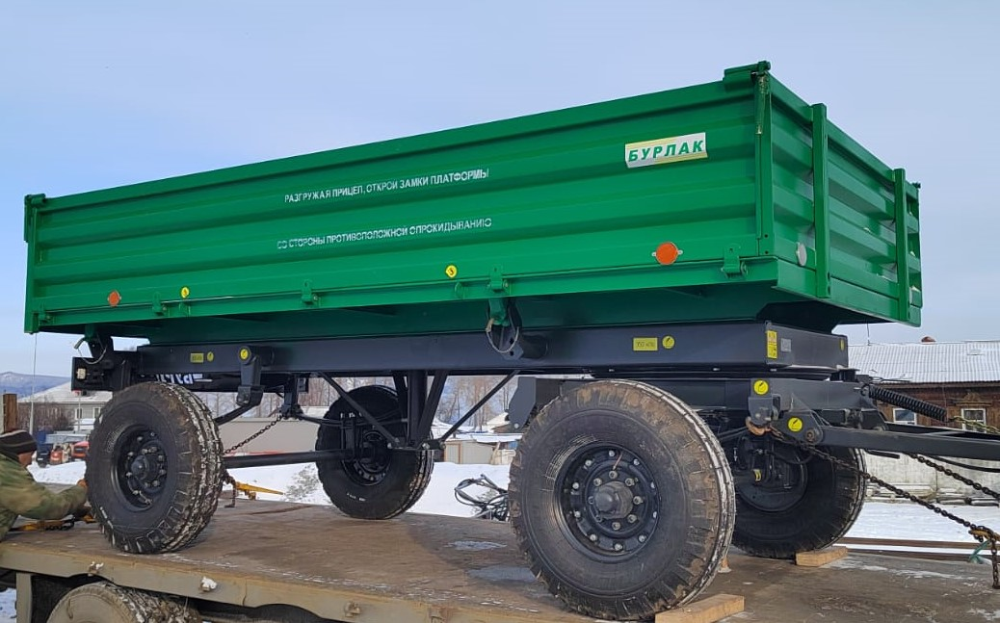 БУРЛАК
РАЗГРУЖАЯ ПРИЦЕП, ОТКРОЙ ЗАМКИ ПЛАТФОРМЫ
СО СТОРОНЫ ПРОТИВОПОЛОЖНОЙ ОПРОКИДЫВАНИЮ